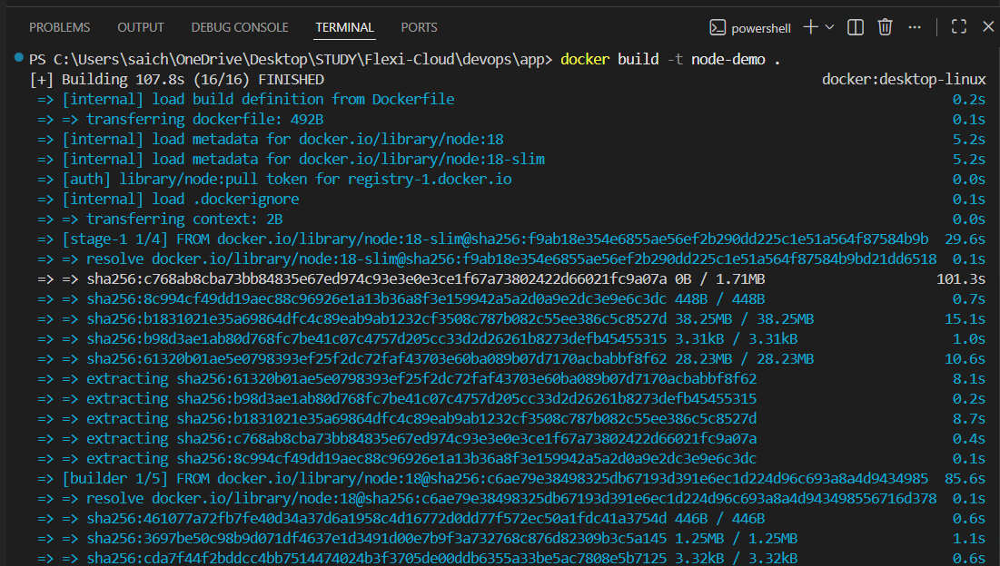 PROBLEMS OUTPUT DEBUG CONSOLE TERMINAL PORTS powershell
PS C:\Users\saich\OneDrive\Desktop\STUDY\Flexi-Cloud\devops\app> docker build -t node-demo .
[+] Building 107.8s (16/16) FINISHED docker:desktop-linux
=> [internal] load build definition from Dockerfile 0.2s
=> => transferring dockerfile: 492B 0.1s
=> [internal] load metadata for docker.io/library/node:18 5.2s
=> [internal] load metadata for docker.io/library/node:18-slim 5.2s
=> [auth] library/node:pull token for registry-1.docker.io 0.0s
=> [internal] load .dockerignore 0.1s
=> => transferring context: 2B 0.0s
=> [stage-1 1/4] FROM docker.io/library/node:18-slim@sha256:f9ab18e354e6855ae56ef2b290dd225c1e51a564f87584b9b 29.6s
=> => resolve docker.io/library/node:18-slim@sha256:f9ab18e354e6855ae56ef2b290dd225c1e51a564f87584b9bd21dd6518 0.1s
=> => sha256:c768ab8cba73bb84835e67ed974c93e3e0e3ce1f67a73802422d66021fc9a07a 0B / 1.71MB 101.3s
=> => sha256:8c994cf49dd19aec88c96926e1a13b36a8f3e159942a5a2d0a9e2dc3e9e6c3dc 448B / 448B 0.7s
=> => sha256:b1831021e35a69864dfc4c89eab9ab1232cf3508c787b082c55ee386c5c8527d 38.25MB / 38.25MB 15.1s
=> => sha256:b98d3ae1ab80d768fc7be41c07c4757d205cc33d2d26261b8273defb45455315 3.31kB / 3.31kB 1.0s
=> => sha256:61320b01ae5e0798393ef25f2dc72faf43703e60ba089b07d7170acbabbf8f62 28.23MB / 28.23MB 10.6s
=> => extracting sha256:61320b01ae5e0798393ef25f2dc72faf43703e60ba089b07d7170acbabbf8f62 8.1s
=> => extracting sha256:b98d3ae1ab80d768fc7be41c07c4757d205cc33d2d26261b8273defb45455315 0.2s
=> => extracting sha256:b1831021e35a69864dfc4c89eab9ab1232cf3508c787b082c55ee386c5c8527d 8.7s
=> => extracting sha256:c768ab8cba73bb84835e67ed974c93e3e0e3ce1f67a73802422d66021fc9a07a 0.4s
=> => extracting sha256:8c994cf49dd19aec88c96926e1a13b36a8f3e159942a5a2d0a9e2dc3e9e6c3dc 0.1s
=> [builder 1/5] FROM docker.io/library/node:18@sha256:c6ae79e38498325db67193d391e6ec1d224d96c693a8a4d9434985 85.6s
=> => resolve docker.io/library/node:18@sha256:c6ae79e38498325db67193d391e6ec1d224d96c693a8a4d943498556716d378 0.1s
=> => sha256:461077a72fb7fe40d34a37d6a1958c4d16772d0dd77f572ec50a1fdc41a3754d 446B / 446B 0.6s
=> => sha256:3697be50c98b9d071df4637e1d3491d00e7b9f3a732768c876d82309b3c5a145 1.25MB / 1.25MB 1.1s
=> => sha256:cda7f44f2bddcc4bb7514474024b3f3705de00ddb6355a33be5ac7808e5b7125 3.32kB / 3.32kB 0.6s